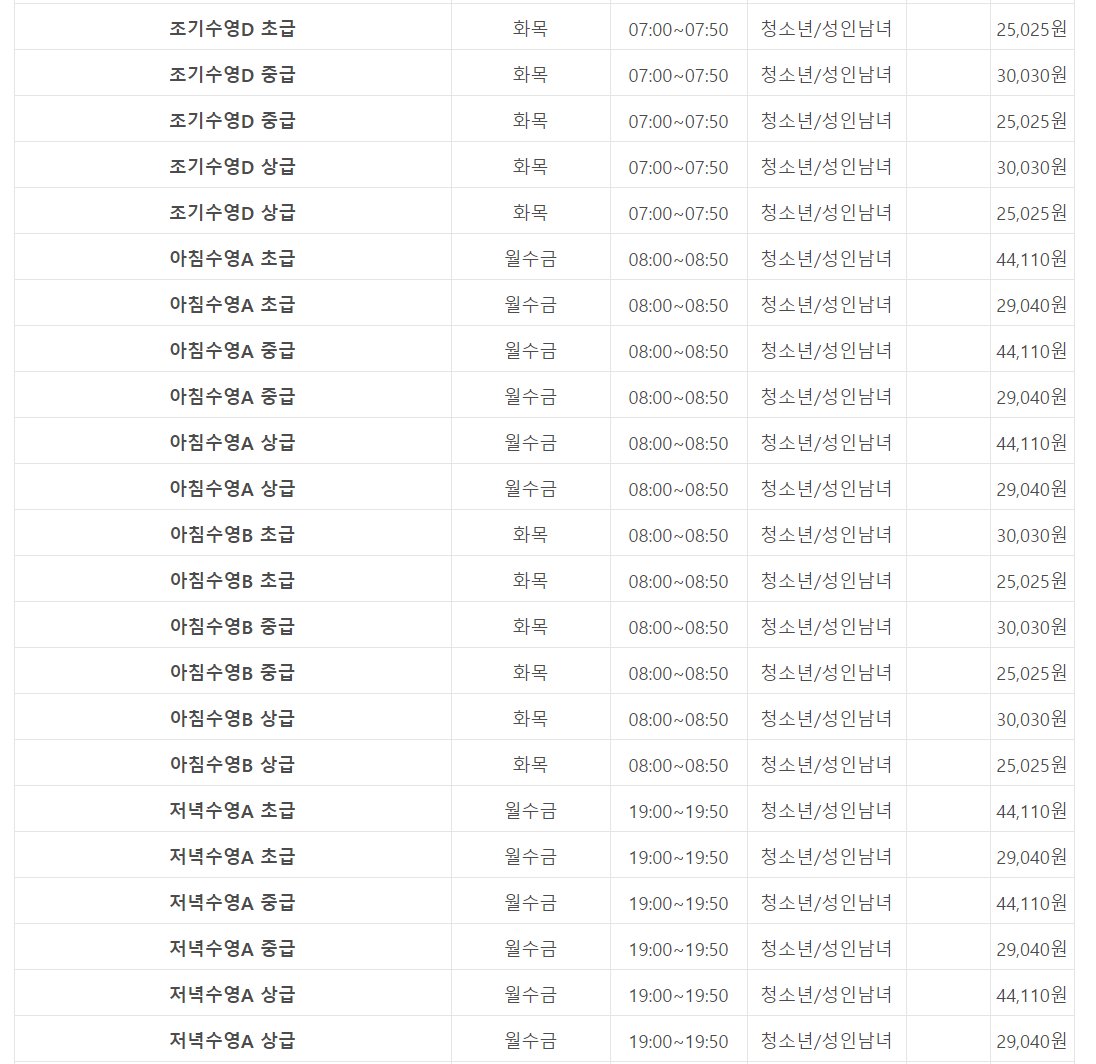 조기수영D 초급 화목 07:00~07:50 청소년/성인남녀 25,025원
조기수영D 중급 화목 07:00~07:50 청소년/성인남녀 30,030원
조기수영D 중급 화목 07:00~07:50 청소년/성인남녀 25,025원
조기수영D 상급 화목 07:00~07:50 청소년/성인남녀 30,030원
조기수영D 상급 화목 07:00~07:50 청소년/성인남녀 25,025원
아침수영A 초급 월수금 08:00~08:50 청소년/성인남녀 44,110원
아침수영A 초급 월수금 08:00~08:50 청소년/성인남녀 29,040원
아침수영A 중급 월수금 08:00~08:50 청소년/성인남녀 44,110원
아침수영A 중급 월수금 08:00~08:50 청소년/성인남녀 29,040원
아침수영A 상급 월수금 08:00~08:50 청소년/성인남녀 44,110원
아침수영A 상급 월수금 08:00~08:50 청소년/성인남녀 29,040원
아침수영B 초급 화목 08:00~08:50 청소년/성인남녀 30,030원
아침수영B 초급 화목 08:00~08:50 청소년/성인남녀 25,025원
아침수영B 중급 화목 08:00~08:50 청소년/성인남녀 30,030원
아침수영B 중급 화목 08:00~08:50 청소년/성인남녀 25,025원
아침수영B 상급 화목 08:00~08:50 청소년/성인남녀 30,030원
아침수영B 상급 화목 08:00~08:50 청소년/성인남녀 25,025원
저녁수영A 초급 월수금 19:00~19:50 청소년/성인남녀 44,110원
저녁수영A 초급 월수금 19:00~19:50 청소년/성인남녀 29,040원
저녁수영A 중급 월수금 19:00~19:50 청소년/성인남녀 44,110원
저녁수영A 중급 월수금 19:00~19:50 청소년/성인남녀 29,040원
저녁수영A 상급 월수금 19:00~19:50 청소년/성인남녀 44,110원
저녁수영A 상급 월수금 19:00~19:50 청소년/성인남녀 29,040원